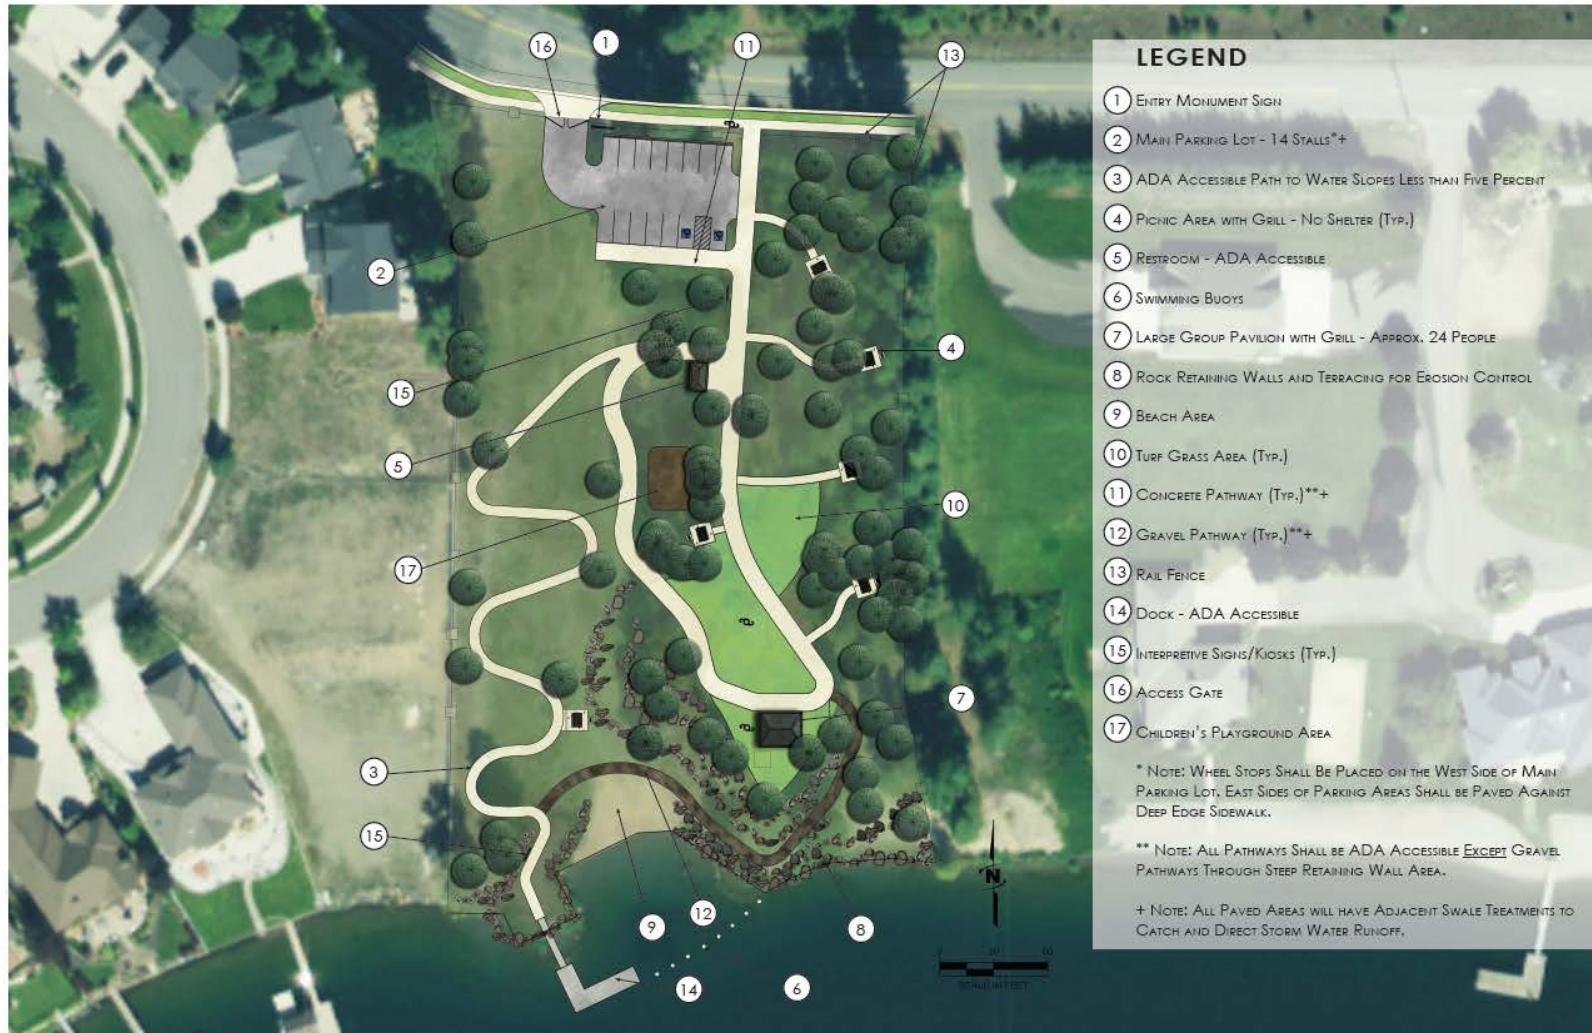 16
1
11
13
2
4
15
5
10
17
7
3
15
9
12
8
14
6
N
0
60
SCALE IN FEET
LEGEND
1 ENTRY MONUMENT SIGN
2 MAIN PARKING LOT - 14 STALLS*+
3 ADA ACCESSIBLE PATH TO WATER SLOPES LESS THAN FIVE PERCENT
4 PICNIC AREA WITH GRILL - NO SHELTER (TYP.)
5 RESTROOM - ADA ACCESSIBLE
6 SWIMMING BUOYS
7 LARGE GROUP PAVILION WITH GRILL - APPROX. 24 PEOPLE
8 ROCK RETAINING WALLS AND TERRACING FOR EROSION CONTROL
9 BEACH AREA
10 TURF GRASS AREA (TYP.)
11 CONCRETE PATHWAY (TYP.)**+
12 GRAVEL PATHWAY (TYP.)**+
13 RAIL FENCE
14 DOCK - ADA ACCESSIBLE
15 INTERPRETIVE SIGNS/KIOSKS (TYP.)
16 ACCESS GATE
17 CHILDREN'S PLAYGROUND AREA
* NOTE: WHEEL STOPS SHALL BE PLACED ON THE WEST SIDE OF MAIN
PARKING LOT. EAST SIDES OF PARKING AREAS SHALL BE PAVED AGAINST
DEEP EDGE SIDEWALK.
** NOTE: ALL PATHWAYS SHALL BE ADA ACCESSIBLE EXCEPT GRAVEL
PATHWAYS THROUGH STEEP RETAINING WALL AREA.
+ NOTE: ALL PAVED AREAS WILL HAVE ADJACENT SWALE TREATMENTS TO
CATCH AND DIRECT STORM WATER RUNOFF.